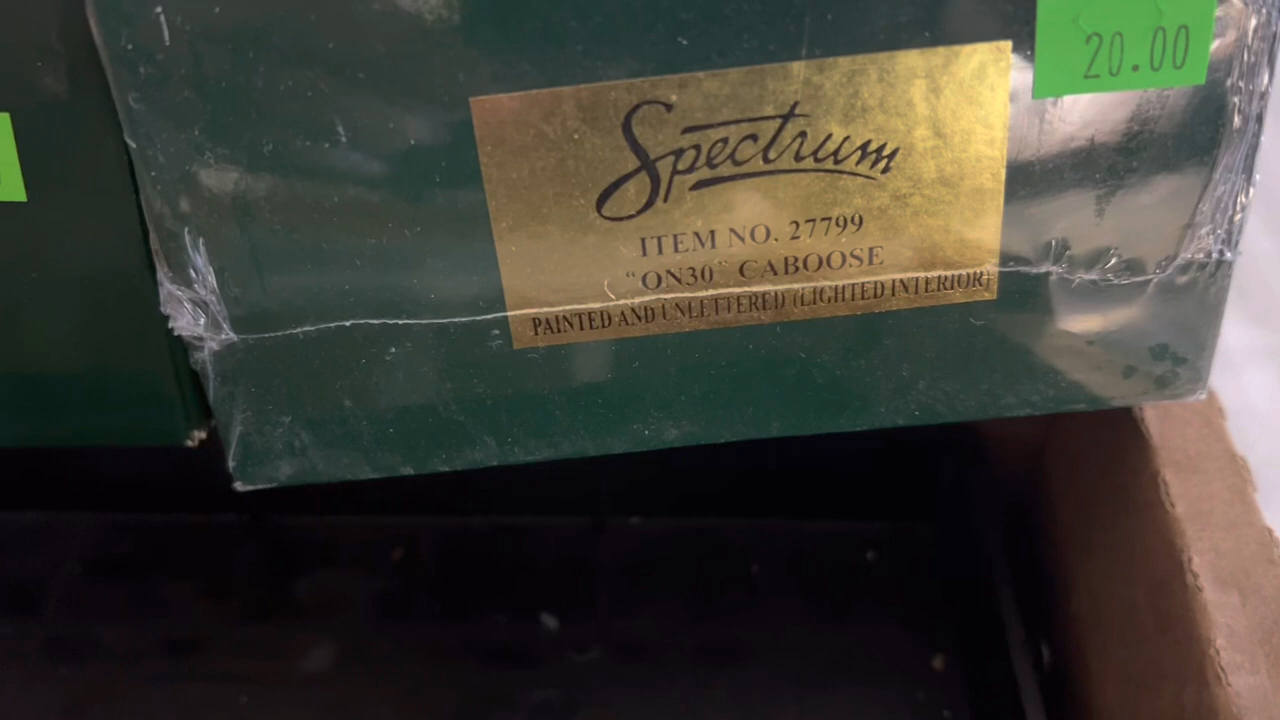 20.00
Spectrum
ITEM NO. 27799
"ON30" CABOOSE
PAINTED AND UNLETTERED (LIGHTED INTERIOR)